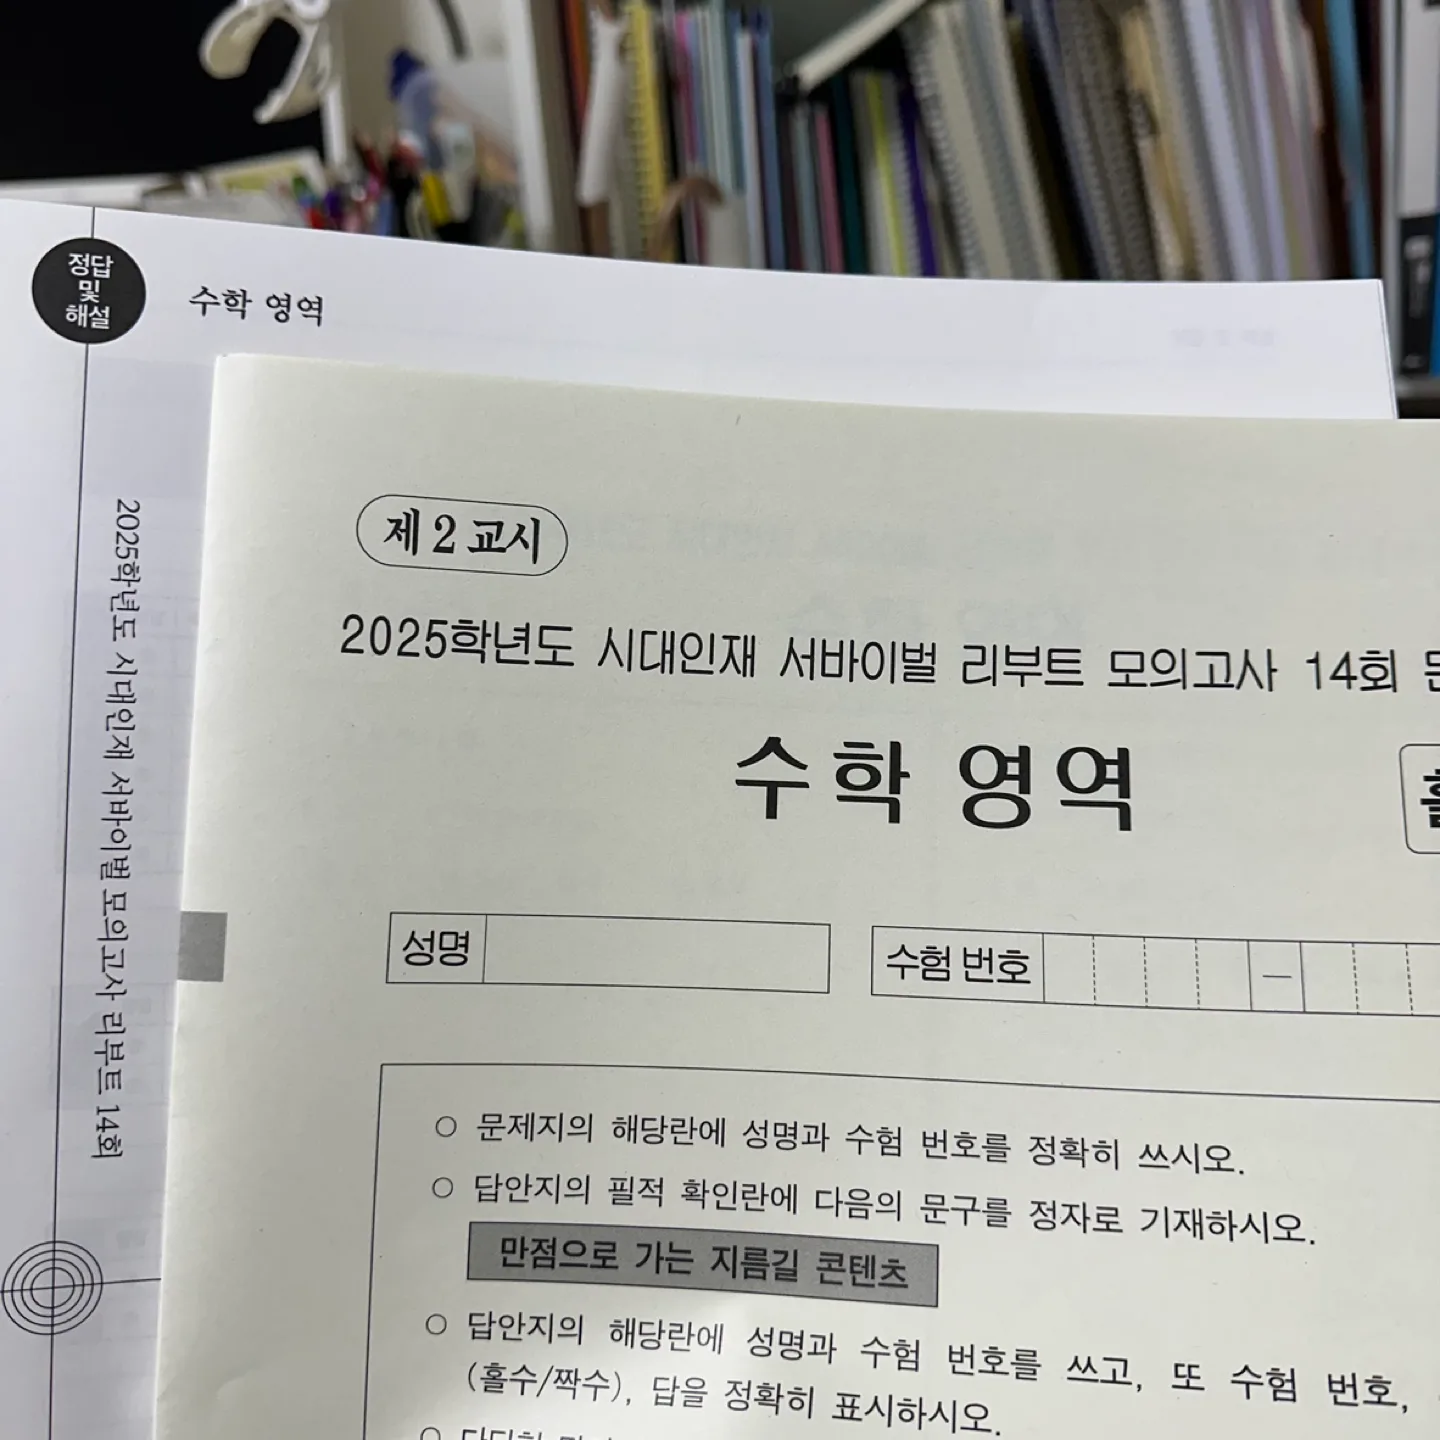 정답
및
해설
수학 영역
2025학년도 시대인재 서바이벌 모의고사 리부트 14회
제 2 교시
2025학년도 시대인재 서바이벌 리부트 모의고사 14회
수학 영역
성명
수험 번호
–
○ 문제지의 해당란에 성명과 수험 번호를 정확히 쓰시오.
○ 답안지의 필적 확인란에 다음의 문구를 정자로 기재하시오.
만점으로 가는 지름길 콘텐츠
○ 답안지의 해당란에 성명과 수험 번호를 쓰고, 또 수험 번호,
(홀수/짝수), 답을 정확히 표시하시오.